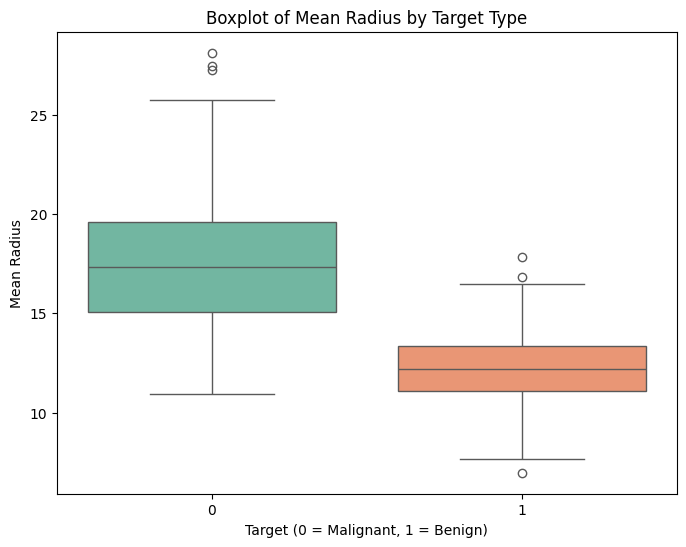 Boxplot of Mean Radius by Target Type
Mean Radius
25
20
15
10
0
1
Target (0 = Malignant, 1 = Benign)